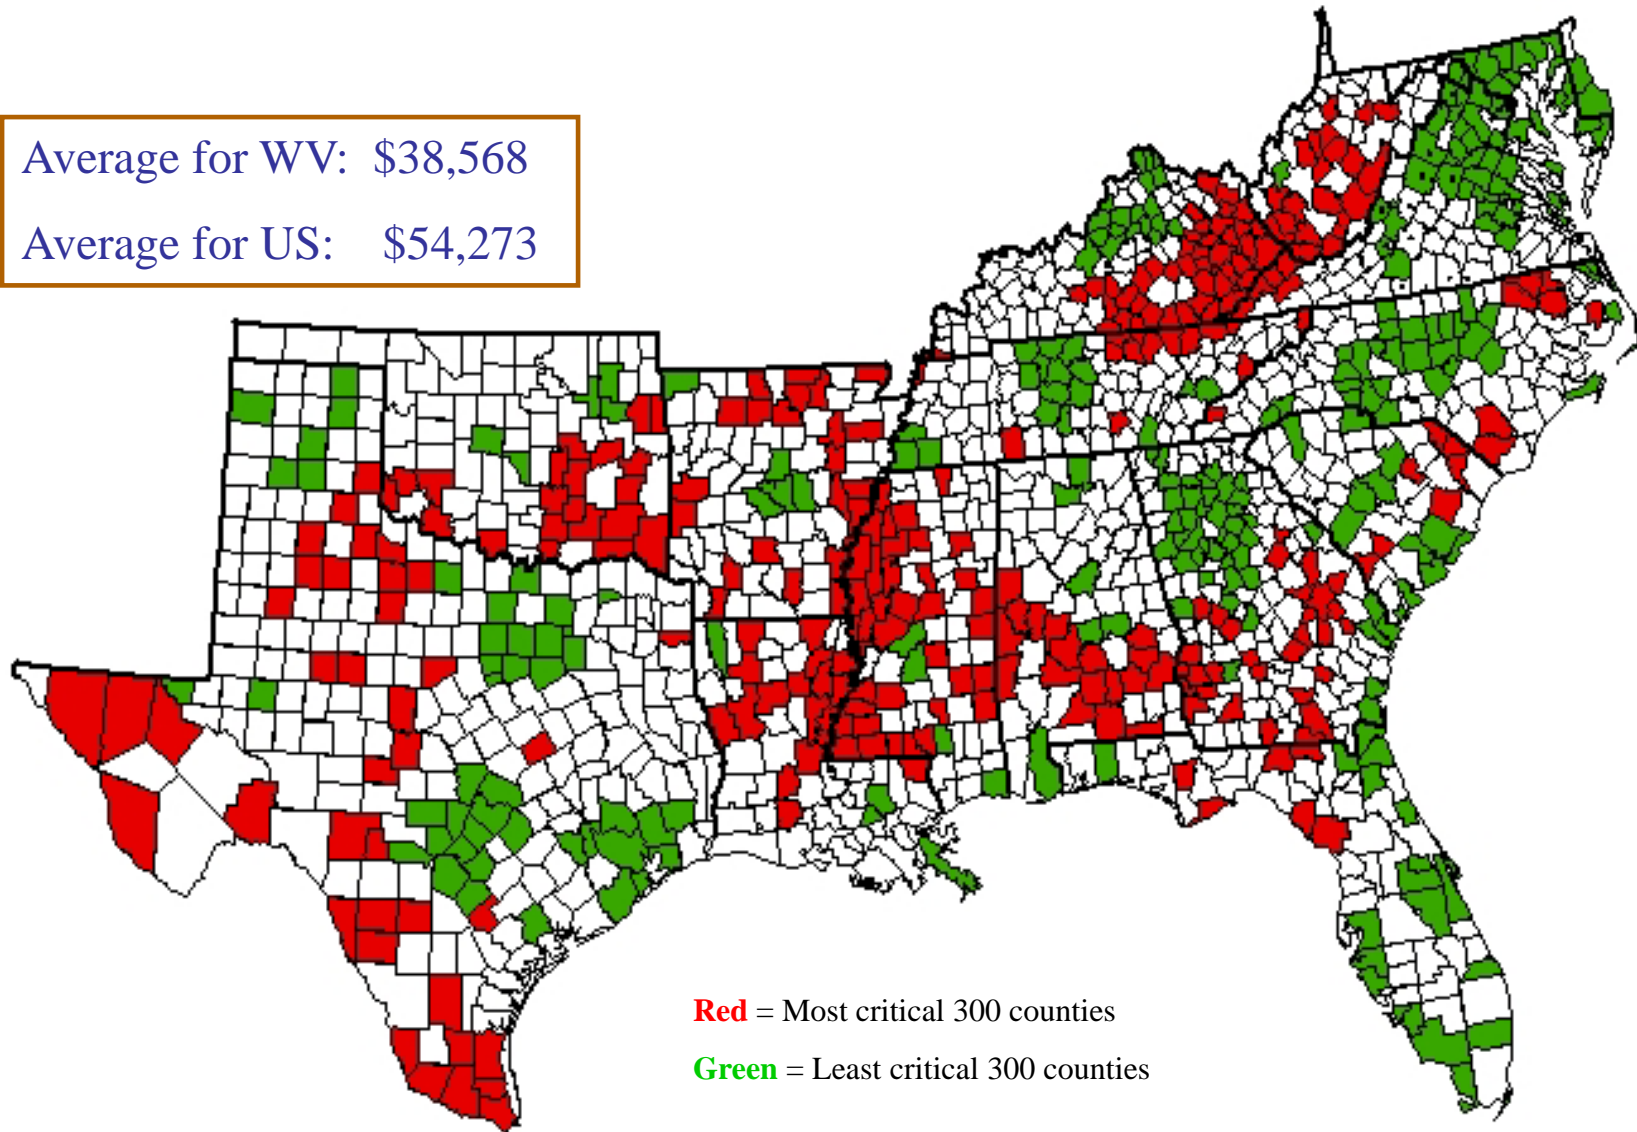 Average for WV: $38,568
Average for US: $54,273
Red = Most critical 300 counties
Green = Least critical 300 counties